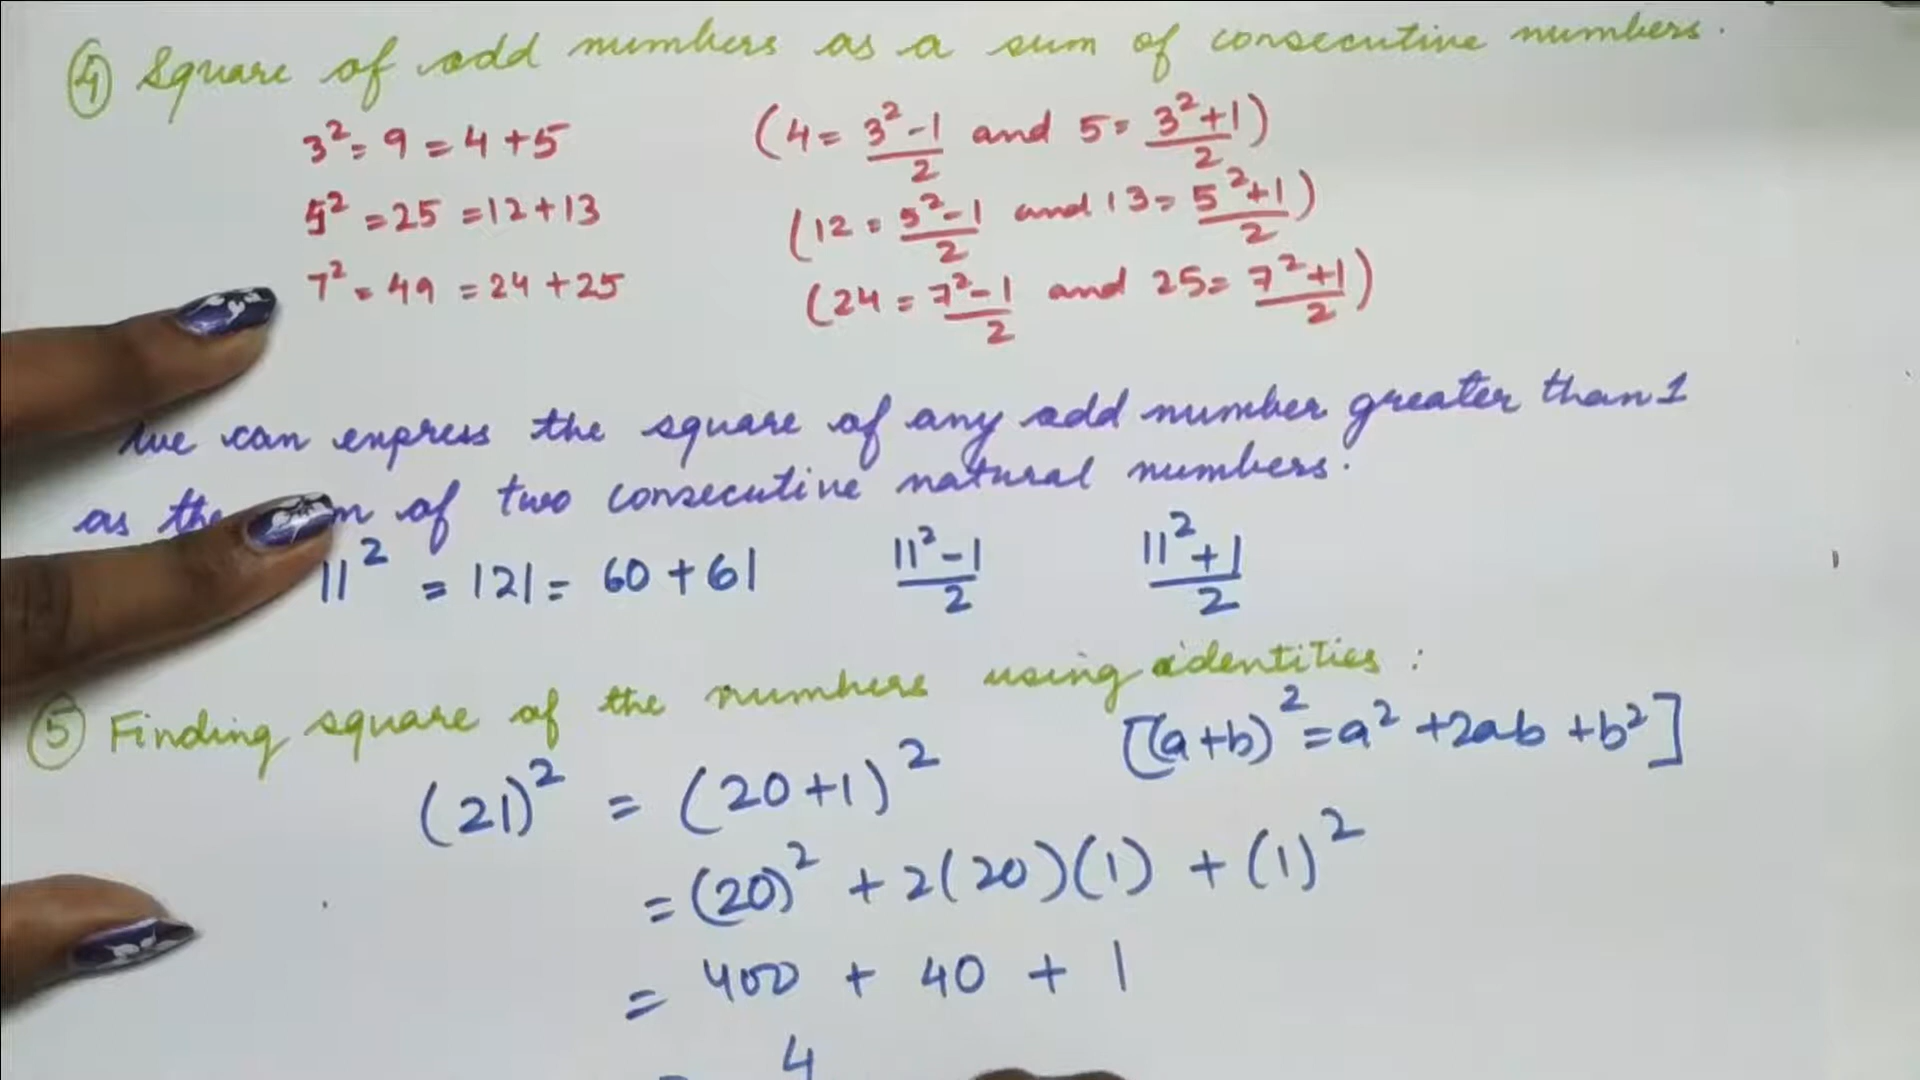 ④ Square of odd numbers as a sum of consecutive numbers.
3² = 9 = 4 + 5 (4 = (3² - 1)/2 and 5 = (3² + 1)/2)
5² = 25 = 12 + 13 (12 = (5² - 1)/2 and 13 = (5² + 1)/2)
7² = 49 = 24 + 25 (24 = (7² - 1)/2 and 25 = (7² + 1)/2)
We can express the square of any odd number greater than 1
as the of two consecutive natural numbers.
11² = 121 = 60 + 61 (11² - 1)/2 (11² + 1)/2
⑤ Finding square of the numbers using identities :
(21)² = (20 + 1)² [(a+b)² = a² + 2ab + b²]
= (20)² + 2(20)(1) + (1)²
= 400 + 40 + 1
4